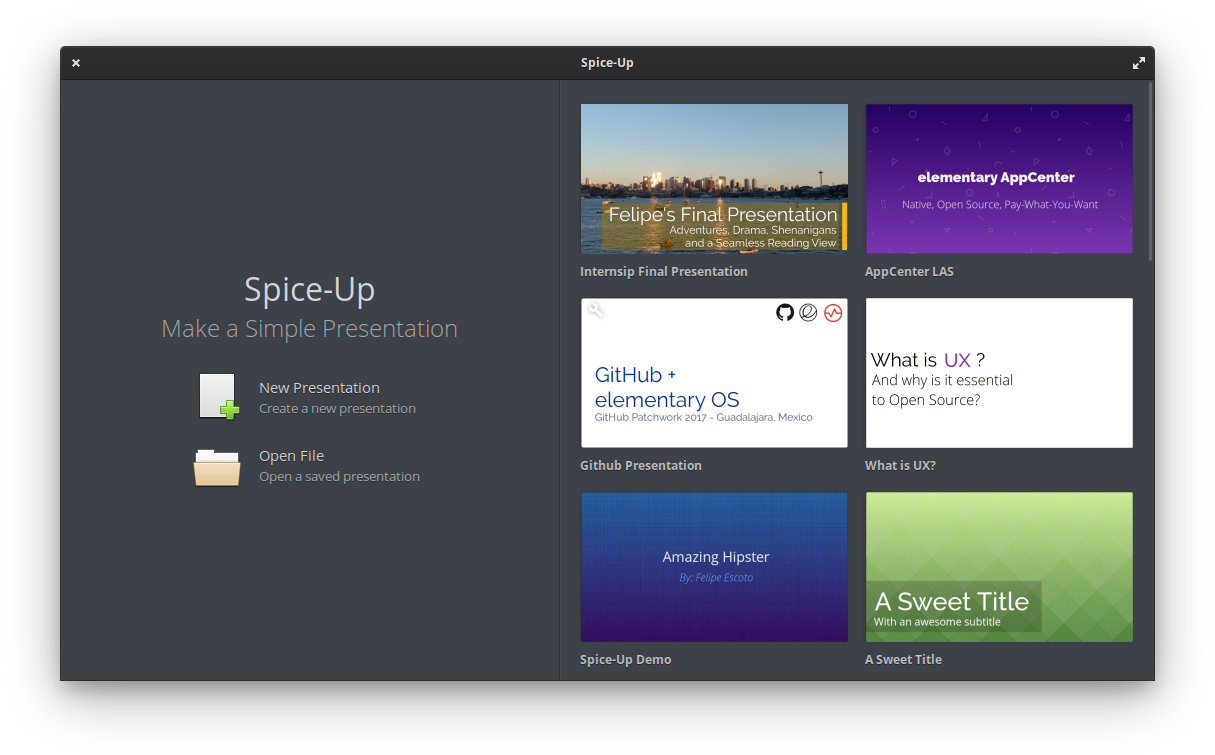 Spice-Up
Spice-Up
Make a Simple Presentation
New Presentation
Create a new presentation
Open File
Open a saved presentation
Felipe's Final Presentation
Adventures, Drama, Shenanigans
and a Seamless Reading View
Internsip Final Presentation
elementary AppCenter
Native, Open Source, Pay-What-You-Want
AppCenter LAS
GitHub +
elementary OS
GitHub Patchwork 2017 - Guadalajara, Mexico
Github Presentation
What is UX ?
And why is it essential
to Open Source?
What is UX?
Amazing Hipster
By: Felipe Escoto
Spice-Up Demo
A Sweet Title
With an awesome subtitle
A Sweet Title